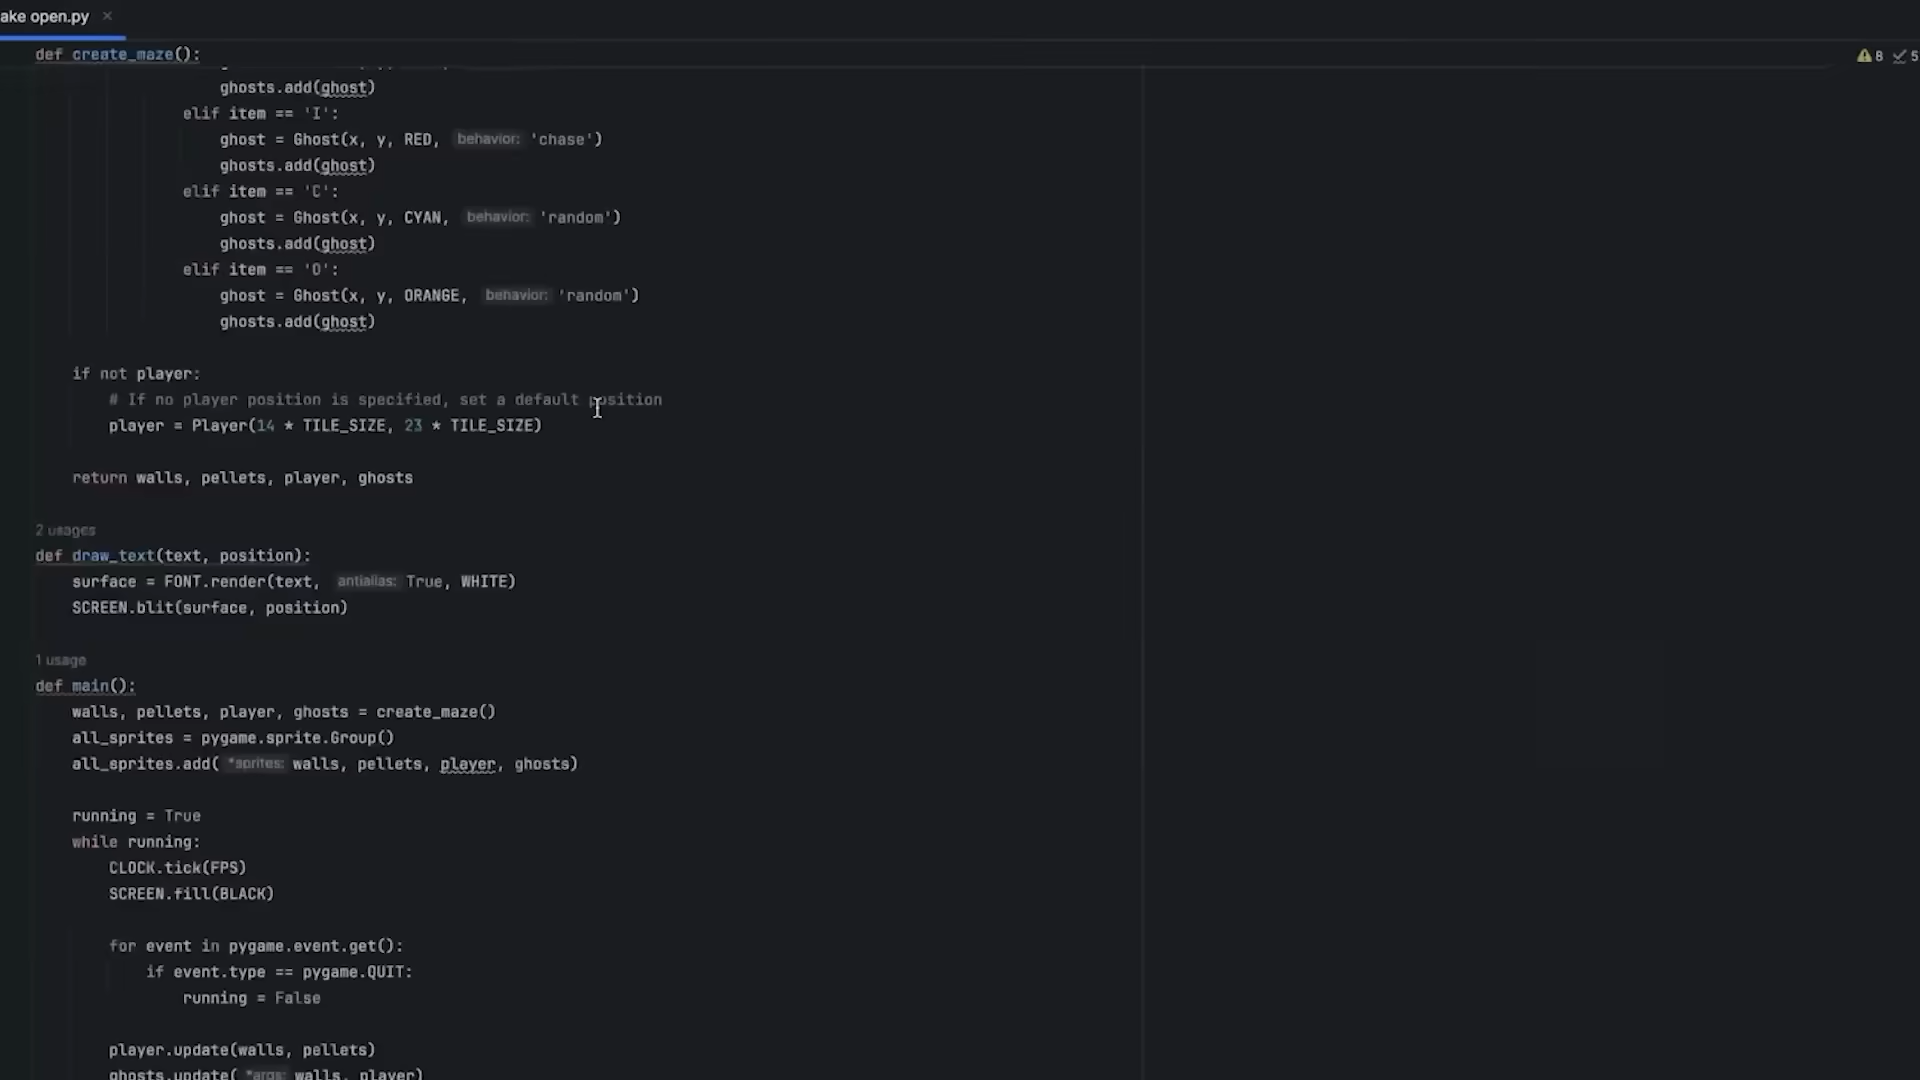 ake open.py ×
def create_maze():
8 5
ghosts.add(ghost)
elif item == 'I':
ghost = Ghost(x, y, RED, behavior: 'chase')
ghosts.add(ghost)
elif item == 'C':
ghost = Ghost(x, y, CYAN, behavior: 'random')
ghosts.add(ghost)
elif item == 'O':
ghost = Ghost(x, y, ORANGE, behavior: 'random')
ghosts.add(ghost)
if not player:
# If no player position is specified, set a default position
player = Player(14 * TILE_SIZE, 23 * TILE_SIZE)
return walls, pellets, player, ghosts
2 usages
def draw_text(text, position):
surface = FONT.render(text, antialias: True, WHITE)
SCREEN.blit(surface, position)
1 usage
def main():
walls, pellets, player, ghosts = create_maze()
all_sprites = pygame.sprite.Group()
all_sprites.add( *sprites: walls, pellets, player, ghosts)
running = True
while running:
CLOCK.tick(FPS)
SCREEN.fill(BLACK)
for event in pygame.event.get():
if event.type == pygame.QUIT:
running = False
player.update(walls, pellets)
ghosts.update( *args: walls, player)